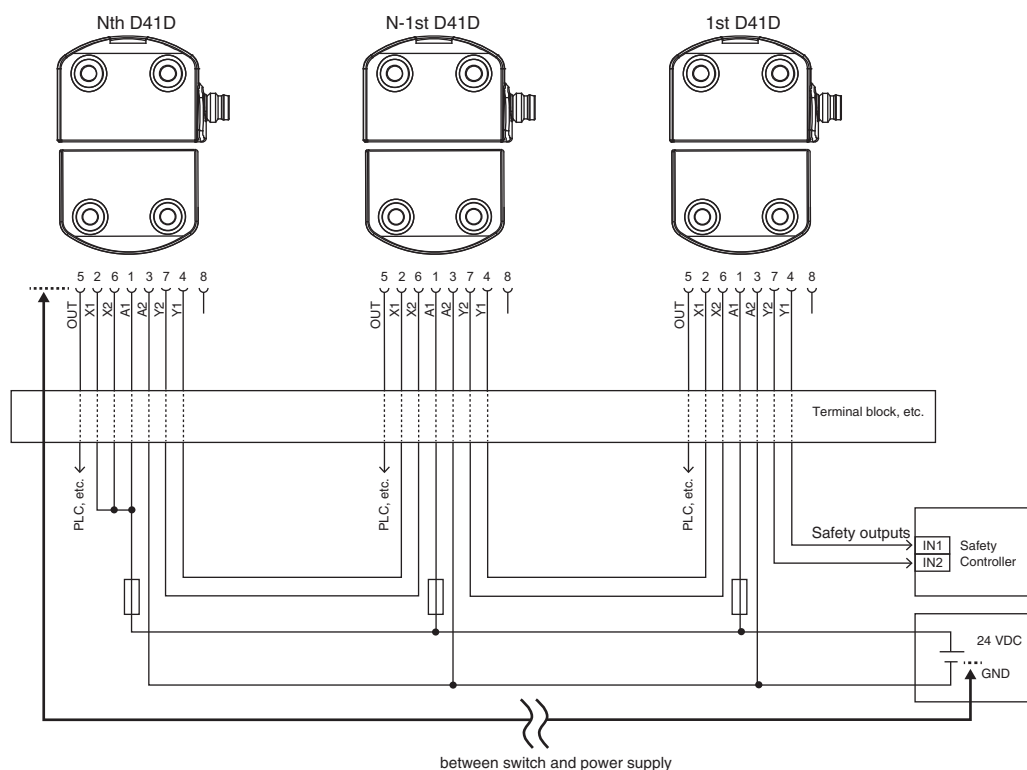 Nth D41D
N-1st D41D
1st D41D
5 2 6 1 3 7 4 8
OUT X1 X2 A1 A2 Y2 Y1
5 2 6 1 3 7 4 8
OUT X1 X2 A1 A2 Y2 Y1
5 2 6 1 3 7 4 8
OUT X1 X2 A1 A2 Y2 Y1
Terminal block, etc.
PLC, etc.
PLC, etc.
PLC, etc.
Safety outputs
IN1
IN2
Safety
Controller
24 VDC
GND
between switch and power supply